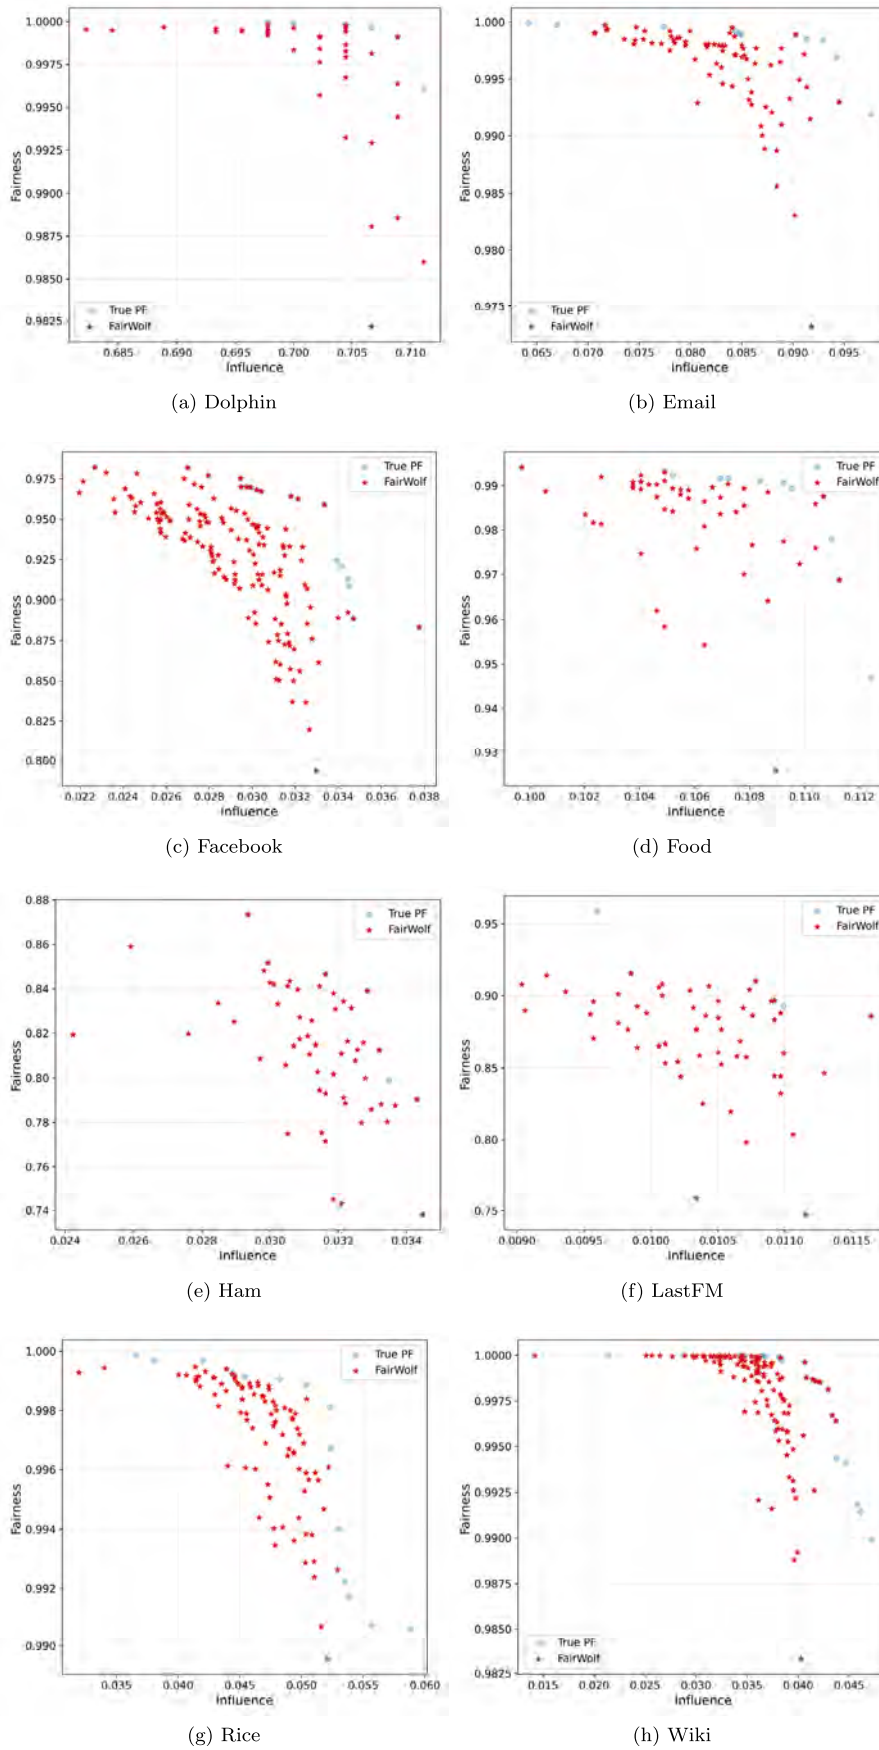 1.0000
0.9975
0.9950
0.9925
0.9900
0.9875
0.9850
0.9825
Fairness
True PF
FairWolf
0.685 0.690 0.695 0.700 0.705 0.710
Influence
(a) Dolphin
1.000
0.995
0.990
0.985
0.980
0.975
Fairness
True PF
FairWolf
0.065 0.070 0.075 0.080 0.085 0.090 0.095
Influence
(b) Email
0.975
0.950
0.925
0.900
0.875
0.850
0.825
0.800
Fairness
True PF
FairWolf
0.022 0.024 0.026 0.028 0.030 0.032 0.034 0.036 0.038
Influence
(c) Facebook
0.99
0.98
0.97
0.96
0.95
0.94
0.93
Fairness
True PF
FairWolf
0.100 0.102 0.104 0.106 0.108 0.110 0.112
Influence
(d) Food
0.88
0.86
0.84
0.82
0.80
0.78
0.76
0.74
Fairness
True PF
FairWolf
0.024 0.026 0.028 0.030 0.032 0.034
Influence
(e) Ham
0.95
0.90
0.85
0.80
0.75
Fairness
True PF
FairWolf
0.0090 0.0095 0.0100 0.0105 0.0110 0.0115
Influence
(f) LastFM
1.000
0.998
0.996
0.994
0.992
0.990
Fairness
True PF
FairWolf
0.035 0.040 0.045 0.050 0.055 0.060
Influence
(g) Rice
1.0000
0.9975
0.9950
0.9925
0.9900
0.9875
0.9850
0.9825
Fairness
True PF
FairWolf
0.015 0.020 0.025 0.030 0.035 0.040 0.045
Influence
(h) Wiki